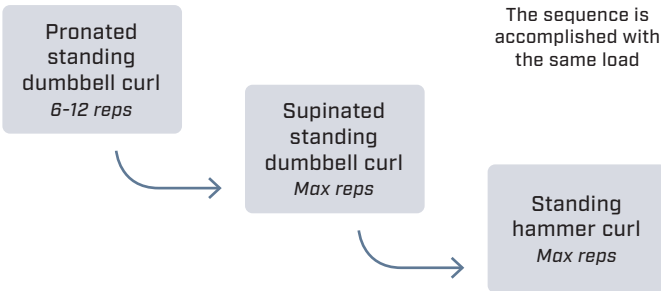 Pronated
standing
dumbbell curl
6-12 reps
The sequence is
accomplished with
the same load
Supinated
standing
dumbbell curl
Max reps
Standing
hammer curl
Max reps